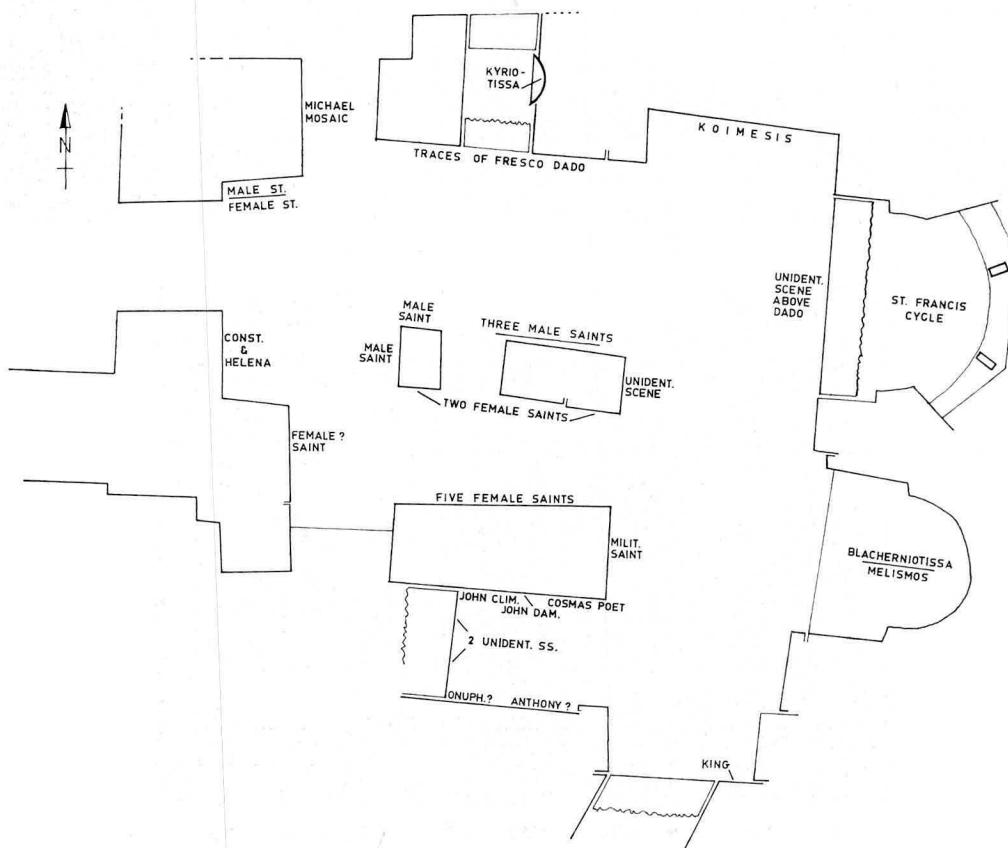 KYRIO-
TISSA
MICHAEL
MOSAIC
KOIMESIS
N
TRACES OF FRESCO DADO
MALE ST.
FEMALE ST.
UNIDENT.
SCENE
ABOVE
DADO
ST. FRANCIS
CYCLE
MALE
SAINT
THREE MALE SAINTS
CONST.
&
HELENA
MALE
SAINT
UNIDENT.
SCENE
TWO FEMALE SAINTS
FEMALE ?
SAINT
FIVE FEMALE SAINTS
MILIT.
SAINT
BLACHERNIOTISSA
MELISMOS
JOHN CLIM.
COSMAS POET
JOHN DAM.
2 UNIDENT. SS.
ONUPH.?
ANTHONY ?
KING